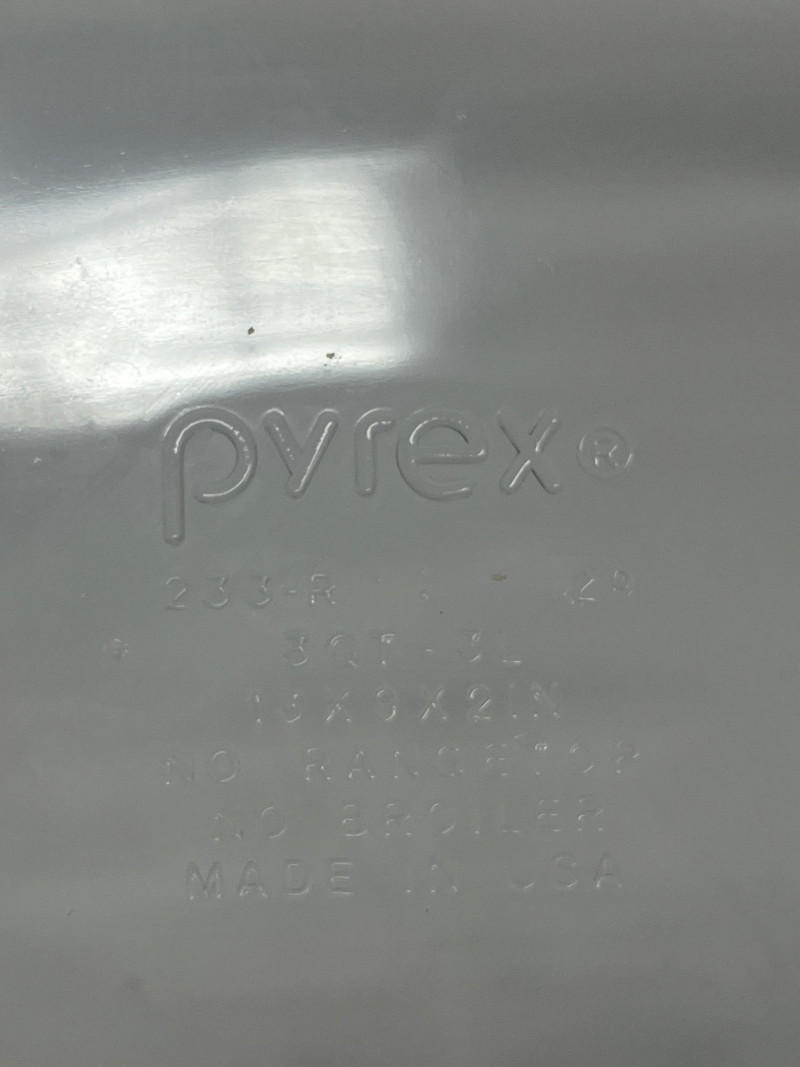 pyrex®
233-R
3QT-3L
13X9X2IN
NO RANGETOP
NO BROILER
MADE IN USA